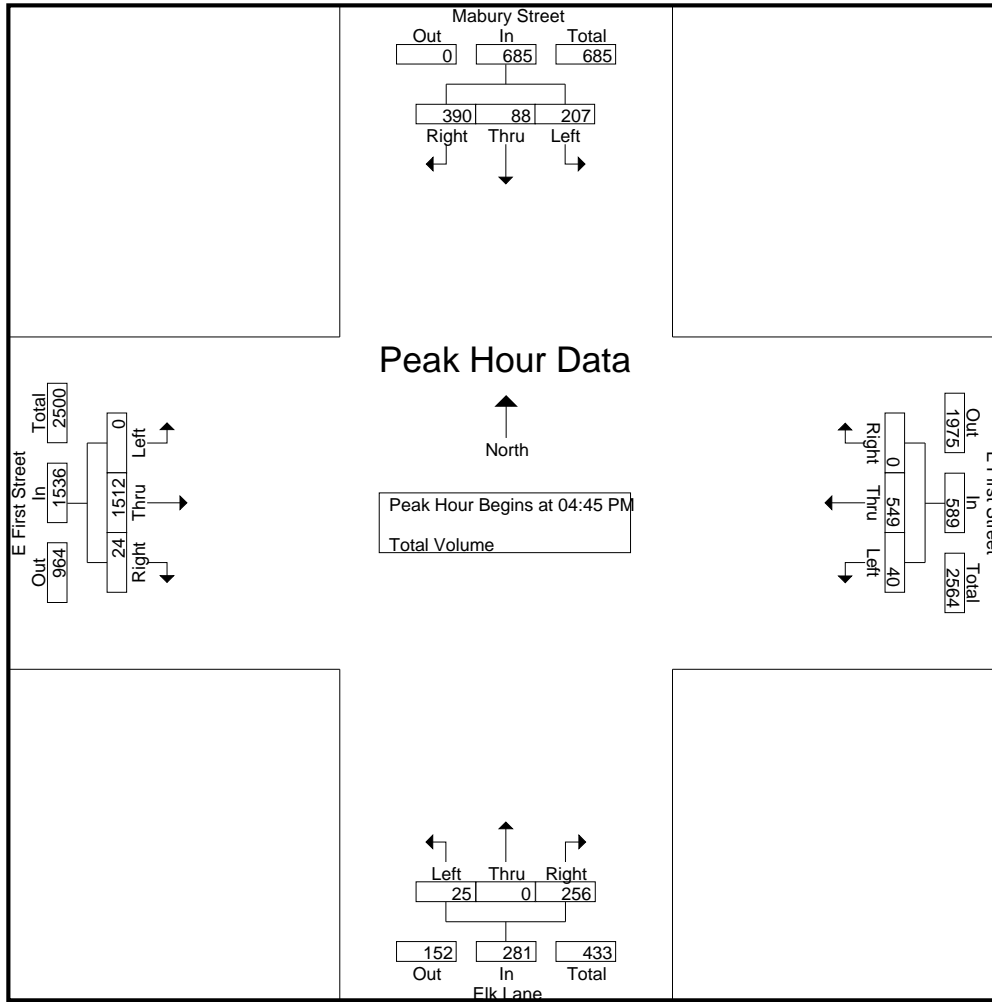 Mabury Street
Out In Total
0 685 685
390 88 207
Right Thru Left
Peak Hour Data
North
Peak Hour Begins at 04:45 PM
Total Volume
E First Street
Out In Total
964 1536 2500
0 1512 24
Left Thru Right
E First Street
Out In Total
1975 589 2564
0 549 40
Right Thru Left
Left Thru Right
25 0 256
152 281 433
Out In Total
Elk Lane